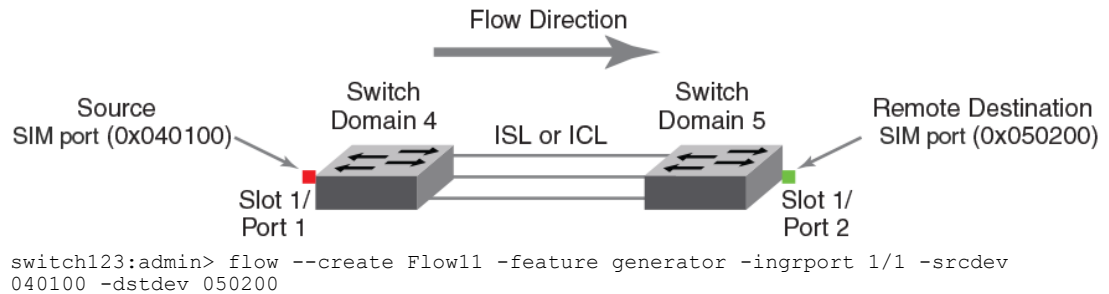 Flow Direction
Source
SIM port (0x040100)
Switch
Domain 4
ISL or ICL
Switch
Domain 5
Remote Destination
SIM port (0x050200)
Slot 1/
Port 1
Slot 1/
Port 2
switch123:admin> flow --create Flow11 -feature generator -ingrport 1/1 -srcdev
040100 -dstdev 050200